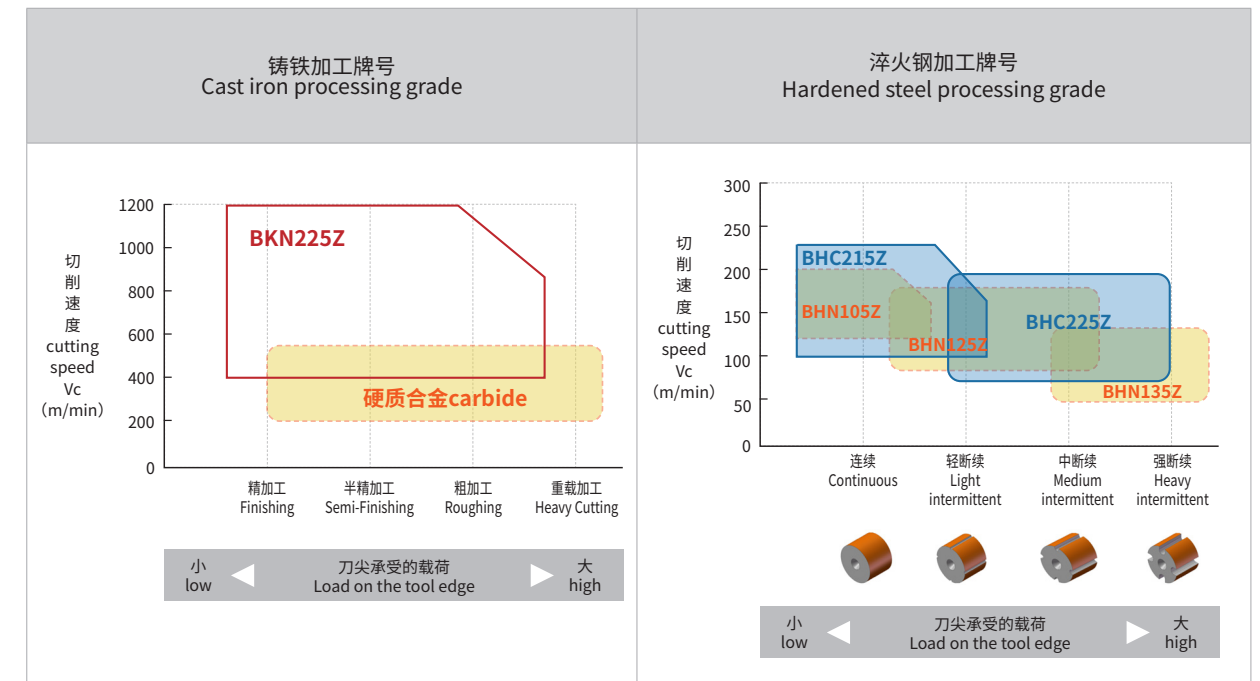 铸铁加工牌号
Cast iron processing grade
淬火钢加工牌号
Hardened steel processing grade
切
削
速
度
cutting
speed
Vc
（m/min）
1200
1000
800
600
400
200
0
BKN225Z
硬质合金carbide
精加工
Finishing
半精加工
Semi-Finishing
粗加工
Roughing
重载加工
Heavy Cutting
小
low
刀尖承受的载荷
Load on the tool edge
大
high
切
削
速
度
cutting
speed
Vc
（m/min）
300
250
200
150
100
50
0
BHC215Z
BHN105Z
BHN125Z
BHC225Z
BHN135Z
连续
Continuous
轻断续
Light
intermittent
中断续
Medium
intermittent
强断续
Heavy
intermittent
小
low
刀尖承受的载荷
Load on the tool edge
大
high